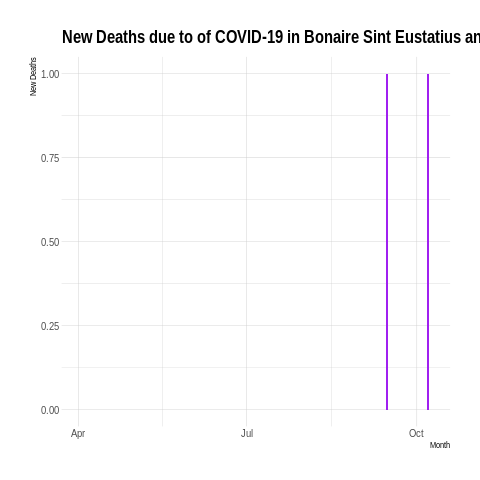 New Deaths due to of COVID-19 in Bonaire Sint Eustatius an
New Deaths
1.00
0.75
0.50
0.25
0.00
Apr
Jul
Oct
Month